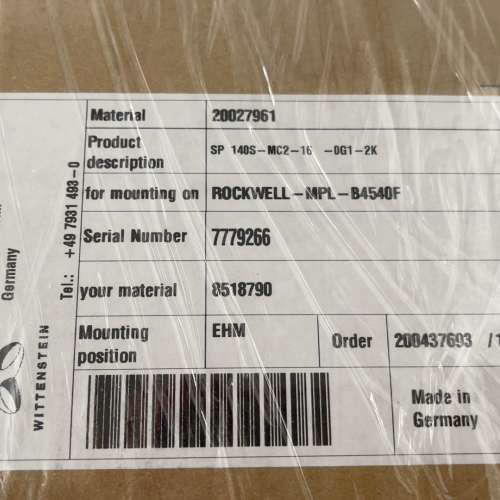 Material 20027961
Product description SP 140S-MC2-16 -0G1-2K
for mounting on ROCKWELL-MPL-B4540F
Serial Number 7779266
your material 8518790
Mounting position EHM Order 200437693 /1
Made in
Germany
Germany
Tel.: +49 7931 493-0
WITTENSTEIN